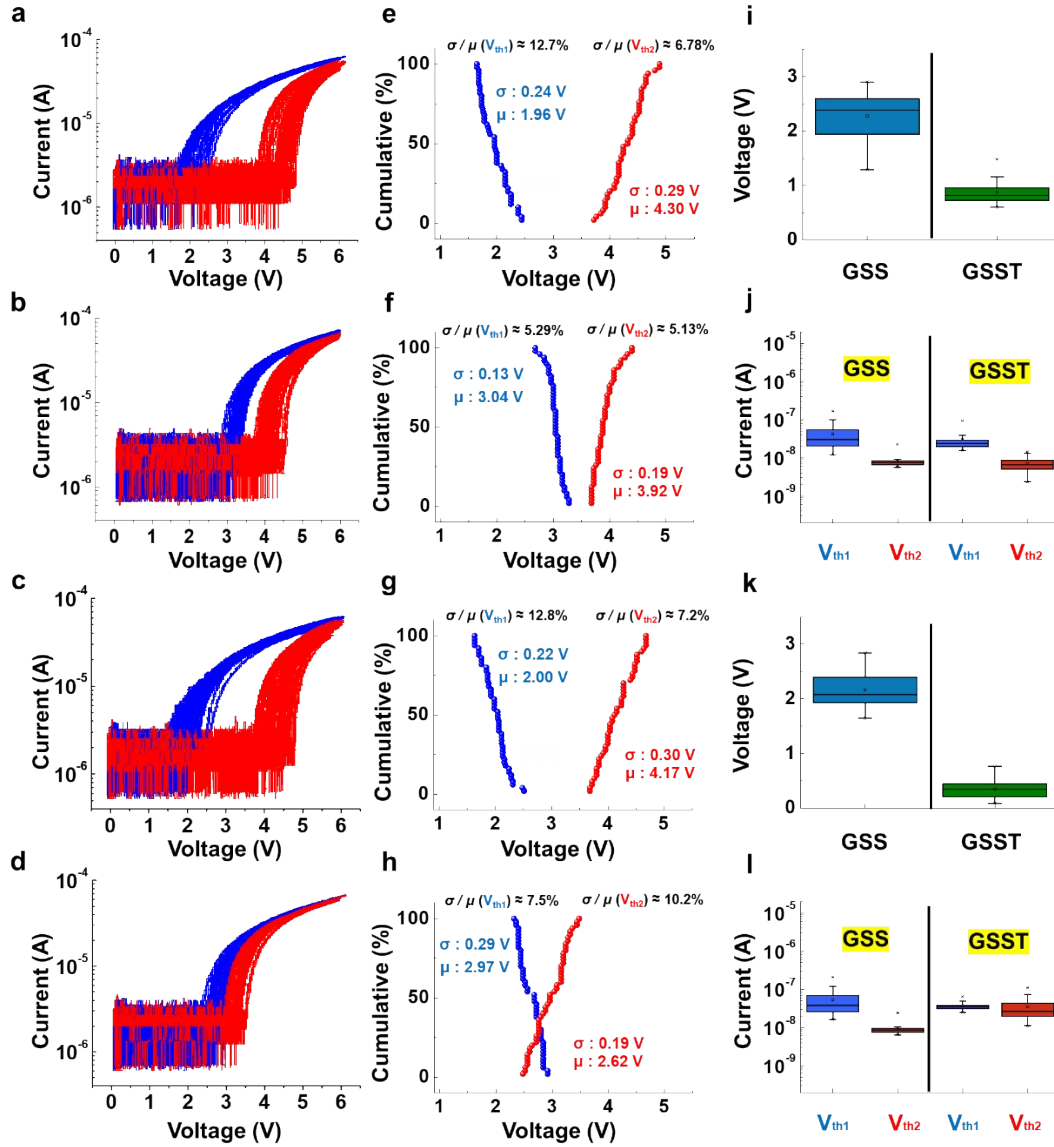 a
10⁻⁴
10⁻⁵
10⁻⁶
Current (A)
0 1 2 3 4 5 6
Voltage (V)
e
σ / μ (Vth1) ≈ 12.7%
σ / μ (Vth2) ≈ 6.78%
100
50
0
Cumulative (%)
σ : 0.24 V
μ : 1.96 V
σ : 0.29 V
μ : 4.30 V
1 2 3 4 5
Voltage (V)
i
3
2
1
0
Voltage (V)
GSS GSST
b
10⁻⁴
10⁻⁵
10⁻⁶
Current (A)
0 1 2 3 4 5 6
Voltage (V)
f
σ / μ (Vth1) ≈ 5.29%
σ / μ (Vth2) ≈ 5.13%
100
50
0
Cumulative (%)
σ : 0.13 V
μ : 3.04 V
σ : 0.19 V
μ : 3.92 V
1 2 3 4 5
Voltage (V)
j
10⁻⁵
10⁻⁶
10⁻⁷
10⁻⁸
10⁻⁹
Current (A)
GSS GSST
Vth1 Vth2 Vth1 Vth2
c
10⁻⁴
10⁻⁵
10⁻⁶
Current (A)
0 1 2 3 4 5 6
Voltage (V)
g
σ / μ (Vth1) ≈ 12.8%
σ / μ (Vth2) ≈ 7.2%
100
50
0
Cumulative (%)
σ : 0.22 V
μ : 2.00 V
σ : 0.30 V
μ : 4.17 V
1 2 3 4 5
Voltage (V)
k
3
2
1
0
Voltage (V)
GSS GSST
d
10⁻⁴
10⁻⁵
10⁻⁶
Current (A)
0 1 2 3 4 5 6
Voltage (V)
h
σ / μ (Vth1) ≈ 7.5%
σ / μ (Vth2) ≈ 10.2%
100
50
0
Cumulative (%)
σ : 0.29 V
μ : 2.97 V
σ : 0.19 V
μ : 2.62 V
1 2 3 4 5
Voltage (V)
l
10⁻⁵
10⁻⁶
10⁻⁷
10⁻⁸
10⁻⁹
Current (A)
GSS GSST
Vth1 Vth2 Vth1 Vth2